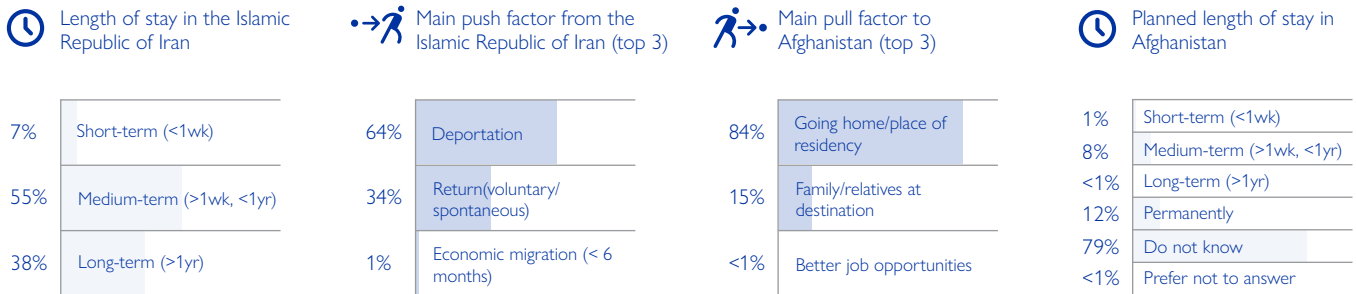 Length of stay in the Islamic
Republic of Iran
7%
Short-term (<1wk)
55%
Medium-term (>1wk, <1yr)
38%
Long-term (>1yr)
Main push factor from the
Islamic Republic of Iran (top 3)
64%
Deportation
34%
Return(voluntary/
spontaneous)
1%
Economic migration (< 6
months)
Main pull factor to
Afghanistan (top 3)
84%
Going home/place of
residency
15%
Family/relatives at
destination
<1%
Better job opportunities
Planned length of stay in
Afghanistan
1%
Short-term (<1wk)
8%
Medium-term (>1wk, <1yr)
<1%
Long-term (>1yr)
12%
Permanently
79%
Do not know
<1%
Prefer not to answer